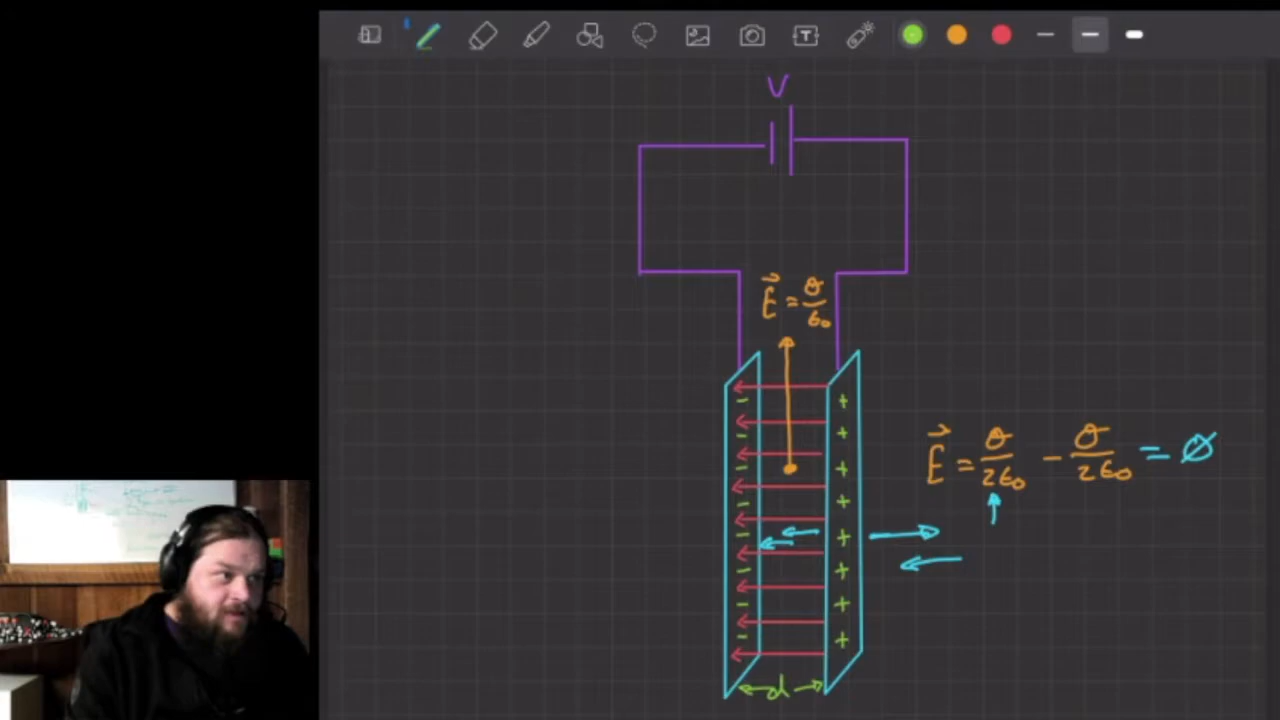 V
E⃗ = σ/ε₀
E⃗ = σ/2ε₀ - σ/2ε₀ = ∅
- +
- +
- +
- +
- +
- +
- +
- +
d